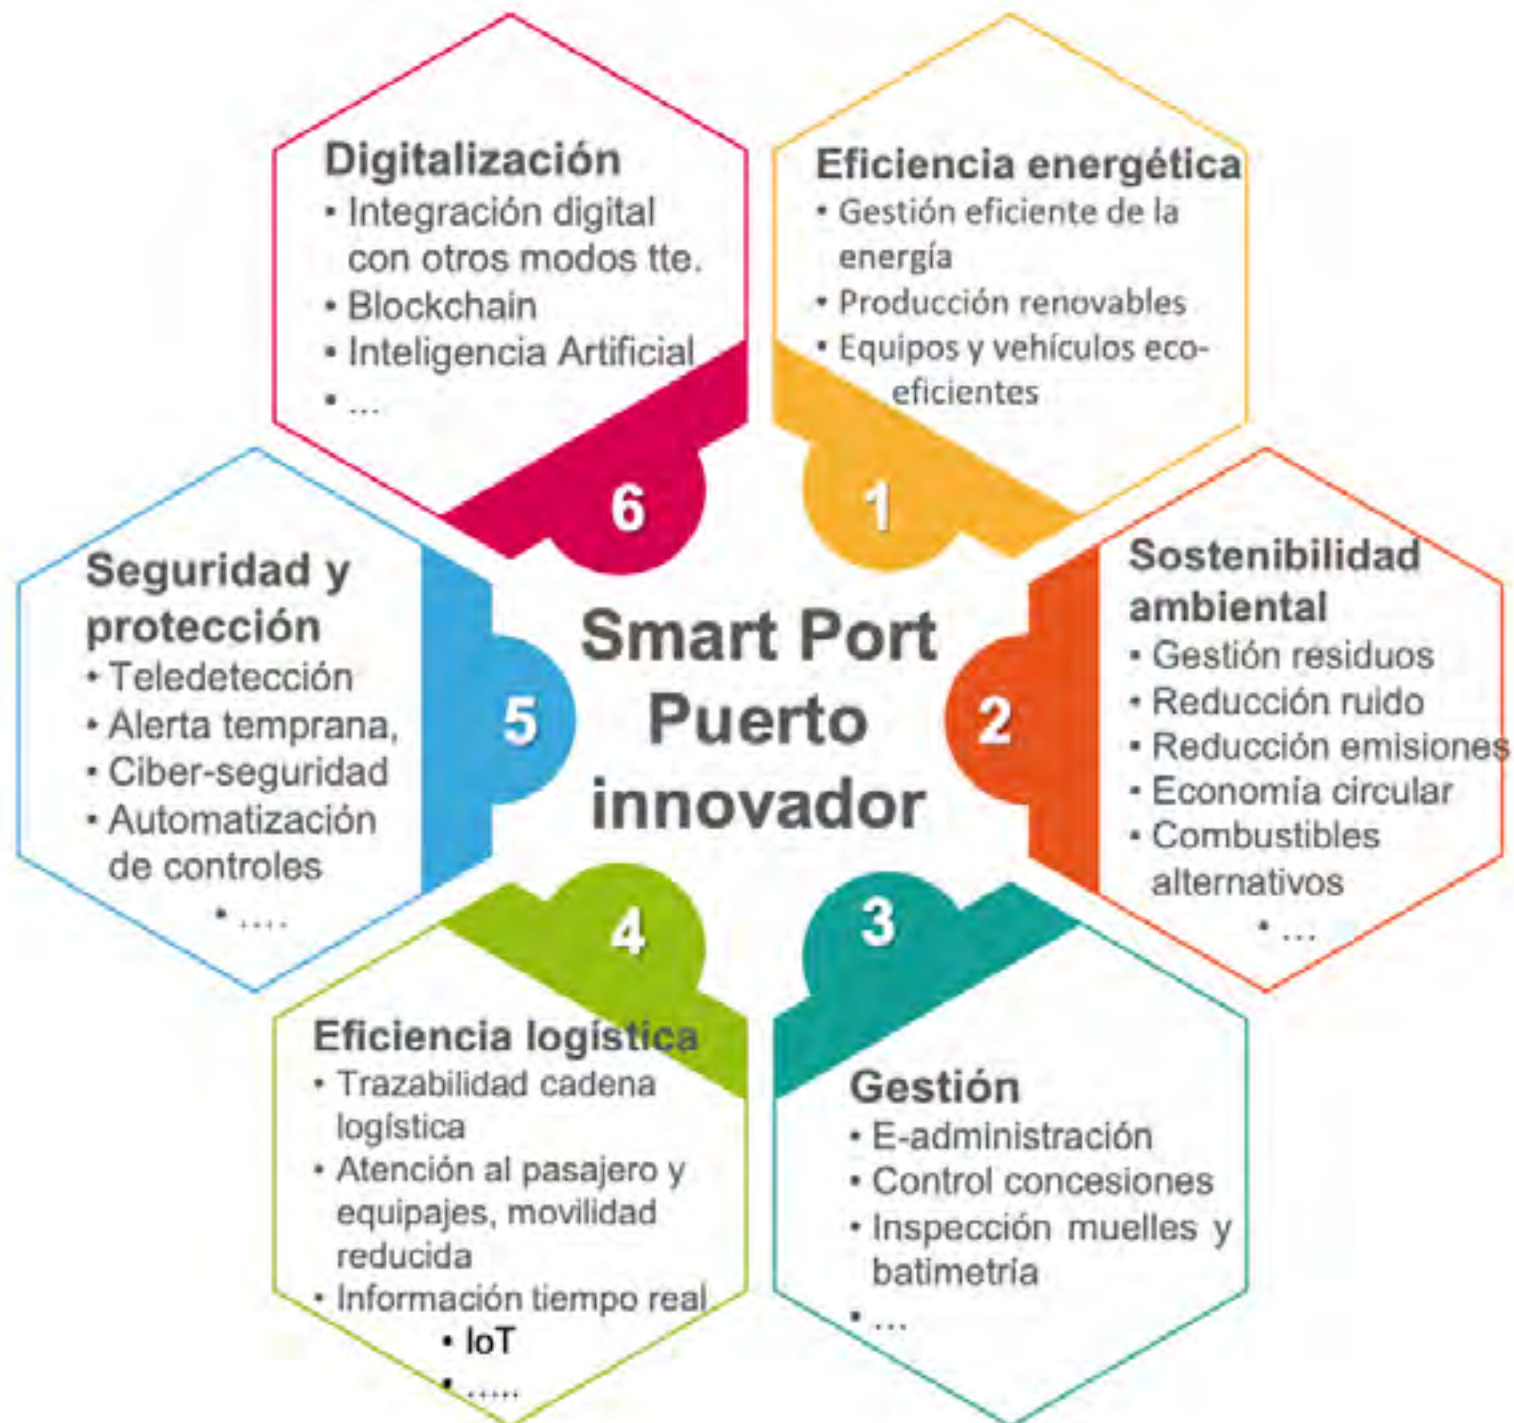 Digitalización
• Integración digital
con otros modos tte.
• Blockchain
• Inteligencia Artificial
• ...
6
Eficiencia energética
• Gestión eficiente de la
energía
• Producción renovables
• Equipos y vehículos eco-
eficientes
1
Seguridad y
protección
• Teledetección
• Alerta temprana,
• Ciber-seguridad
• Automatización
de controles
• ....
5
Smart Port
Puerto
innovador
Sostenibilidad
ambiental
• Gestión residuos
• Reducción ruido
• Reducción emisiones
• Economía circular
• Combustibles
alternativos
• ...
2
4
Eficiencia logística
• Trazabilidad cadena
logística
• Atención al pasajero y
equipajes, movilidad
reducida
• Información tiempo real
• IoT
• .....
3
Gestión
• E-administración
• Control concesiones
• Inspección muelles y
batimetría
• ...